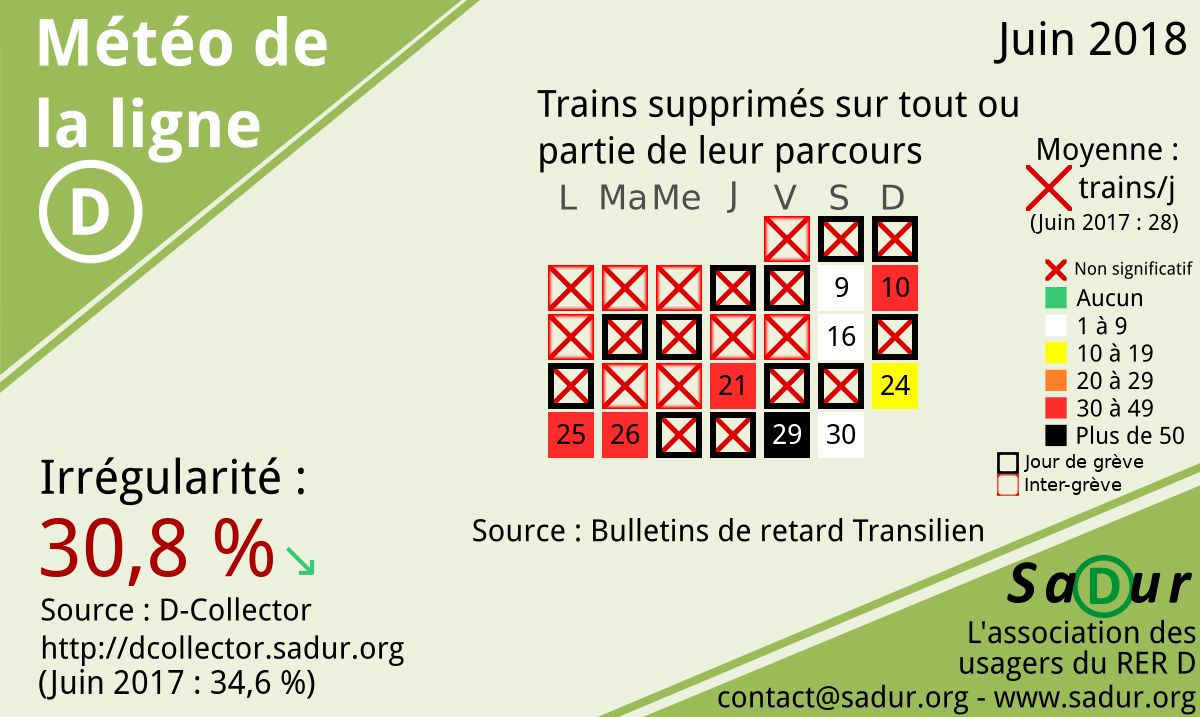 Météo de
la ligne
D
Juin 2018
Trains supprimés sur tout ou
partie de leur parcours
L Ma Me J V S D
9 10
16
21 24
25 26 29 30
Moyenne :
trains/j
(Juin 2017 : 28)
Non significatif
Aucun
1 à 9
10 à 19
20 à 29
30 à 49
Plus de 50
Jour de grève
Inter-grève
Irrégularité :
30,8 %
Source : D-Collector
http://dcollector.sadur.org
(Juin 2017 : 34,6 %)
Source : Bulletins de retard Transilien
SaDur
L'association des
usagers du RER D
contact@sadur.org - www.sadur.org